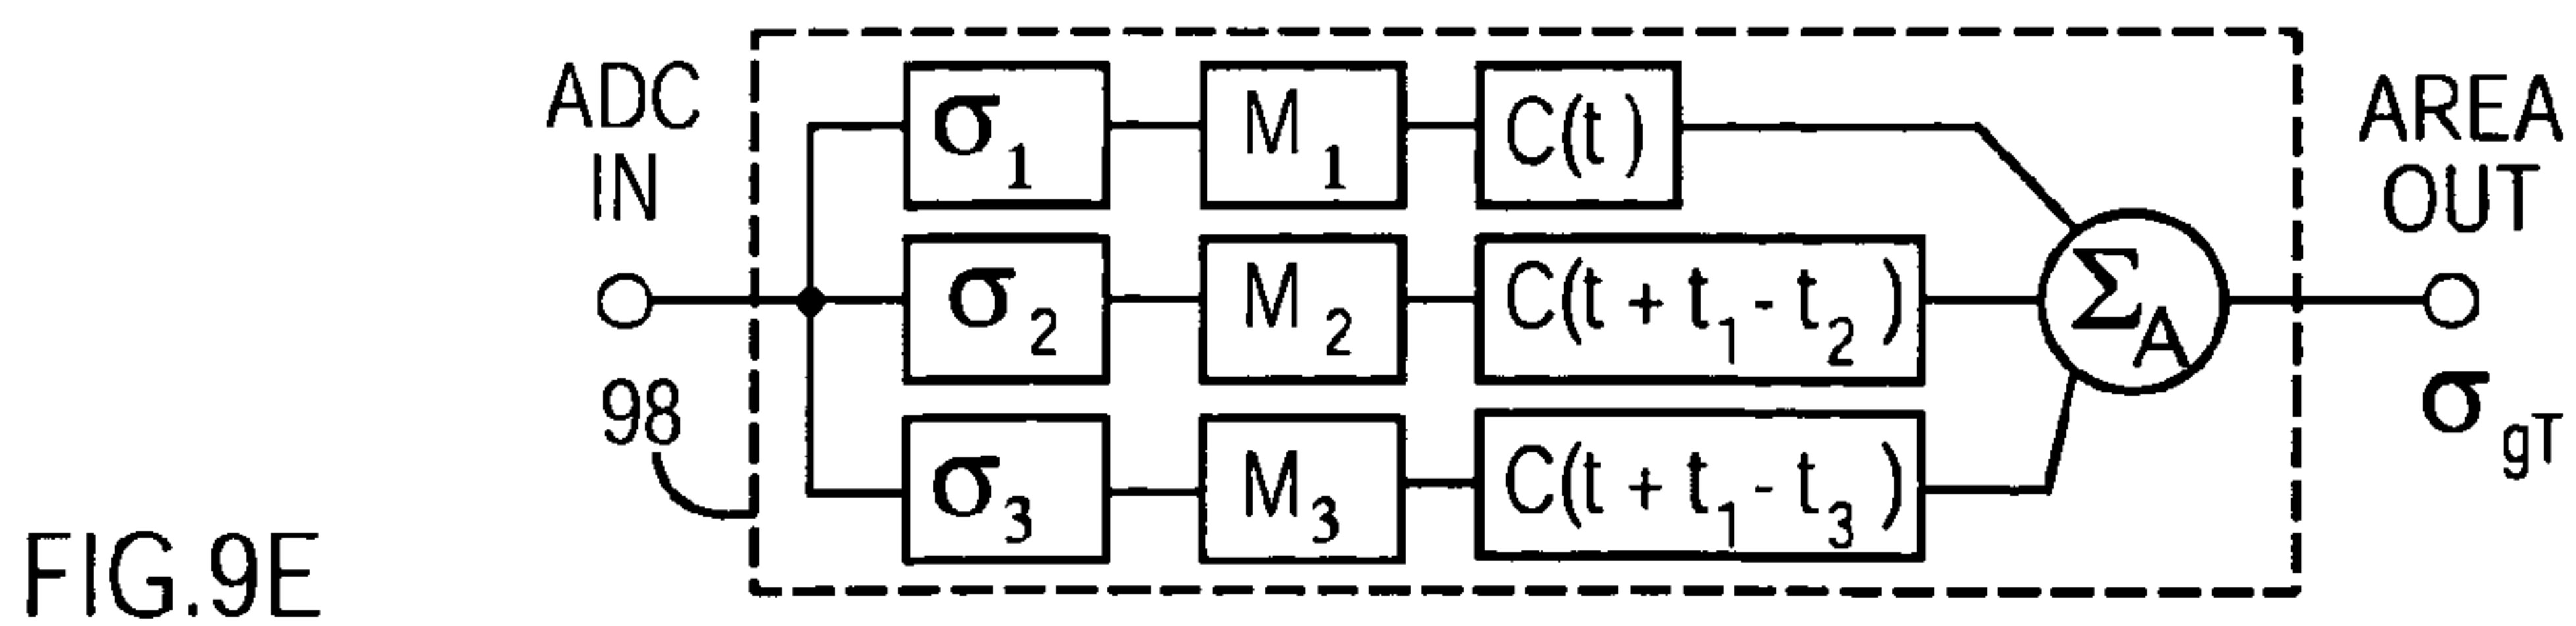 ADC
IN
98
σ1 M1 C(t)
σ2 M2 C(t + t1 - t2)
σ3 M3 C(t + t1 - t3)
ΣA
AREA
OUT
σgT
FIG.9E